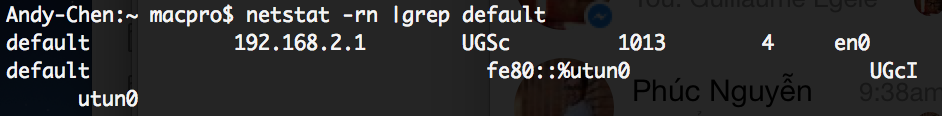 You: Guillaume Egele
Andy-Chen:~ macpro$ netstat -rn |grep default
default 192.168.2.1 UGSc 1013 4 en0
default fe80::%utun0 UGcI
utun0
Phúc Nguyễn 9:38am